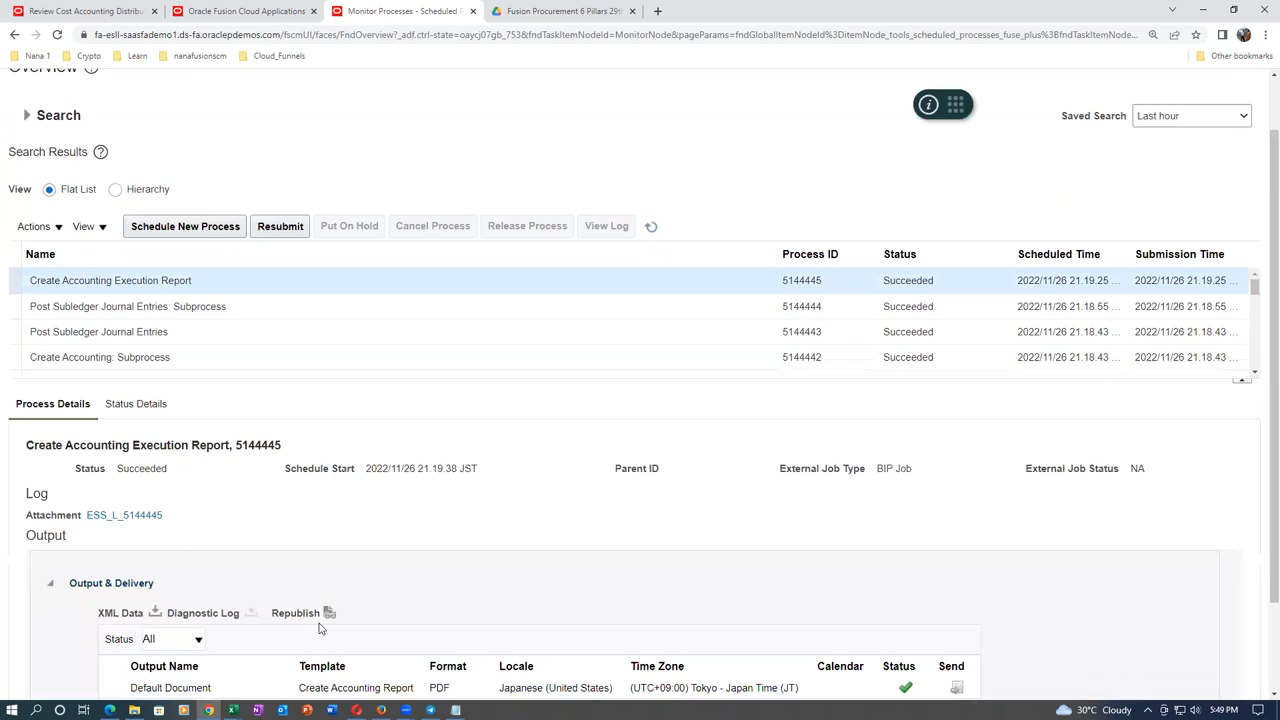 Review Cost Accounting Distribu
Oracle Fusion Cloud Applications
Monitor Processes - Scheduled P
Fusion Procurement 6 Pillars 29th
fa-esll-saasfademo1.ds-fa.oraclepdemos.com/fscmUI/faces/FndOverview?_adf.ctrl-state=oaycj07gb_753&fndTaskItemNodeId=MonitorNode&pageParams=fndGlobalItemNodeId%3DitemNode_tools_scheduled_processes_fuse_plus%3BfndTaskItemNodeId%3DMonitorNode...
Nana 1
Crypto
Learn
nanafusionscm
Cloud_Funnels
Other bookmarks
Overview
Search
Saved Search
Last hour
Search Results
View
Flat List
Hierarchy
Actions
View
Schedule New Process
Resubmit
Put On Hold
Cancel Process
Release Process
View Log
Name Process ID Status Scheduled Time Submission Time
Create Accounting Execution Report 5144445 Succeeded 2022/11/26 21.19.25 ... 2022/11/26 21.19.25 ...
Post Subledger Journal Entries: Subprocess 5144444 Succeeded 2022/11/26 21.18.55 ... 2022/11/26 21.18.55 ...
Post Subledger Journal Entries 5144443 Succeeded 2022/11/26 21.18.43 ... 2022/11/26 21.18.43 ...
Create Accounting: Subprocess 5144442 Succeeded 2022/11/26 21.18.43 ... 2022/11/26 21.18.43 ...
Process Details
Status Details
Create Accounting Execution Report, 5144445
Status Succeeded
Schedule Start 2022/11/26 21.19.38 JST
Parent ID
External Job Type BIP Job
External Job Status NA
Log
Attachment ESS_L_5144445
Output
Output & Delivery
XML Data
Diagnostic Log
Republish
Status All
Output Name Template Format Locale Time Zone Calendar Status Send
Default Document Create Accounting Report PDF Japanese (United States) (UTC+09:00) Tokyo - Japan Time (JT)
30°C Cloudy
5:49 PM